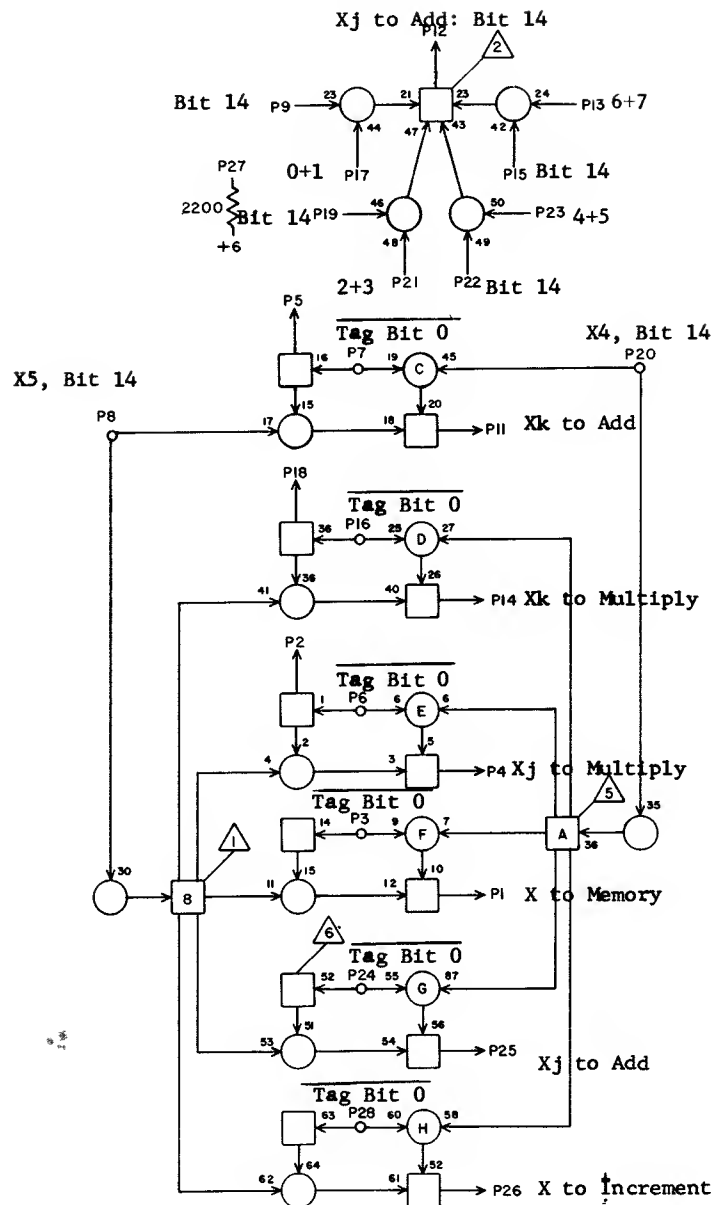 Xj to Add: Bit 14
P12
2
Bit 14 P9 23 21 23 24 P13 6+7
44 47 43 42
0+1 P17 P15 Bit 14
P27
2200
+6
Bit 14 P19 46 50 P23 4+5
48 49
2+3 P21 P22 Bit 14
P5
Tag Bit 0
X4, Bit 14
P20
X5, Bit 14
P8
16 P7 19 C 45
15 20
17 18 P11 Xk to Add
P18
Tag Bit 0
36 P16 25 D 27
36 26
41 40 P14 Xk to Multiply
P2
Tag Bit 0
1 P6 6 E 6
2 5
4 3 P4 Xj to Multiply
5
Tag Bit 0
14 P3 9 F 7 A 36 35
1
15 10
30 8 11 12 P1 X to Memory
6
Tag Bit 0
52 P24 55 G 87
51 56
53 54 P25
Xj to Add
Tag Bit 0
63 P28 60 H 58
64 52
62 61 P26 X to Increment